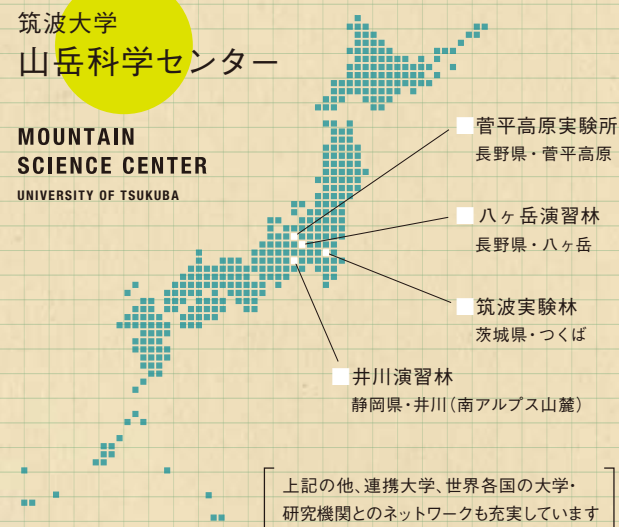 筑波大学
山岳科学センター
MOUNTAIN
SCIENCE CENTER
UNIVERSITY OF TSUKUBA
菅平高原実験所
長野県・菅平高原
八ヶ岳演習林
長野県・八ヶ岳
筑波実験林
茨城県・つくば
井川演習林
静岡県・井川（南アルプス山麓）
上記の他、連携大学、世界各国の大学・
研究機関とのネットワークも充実しています